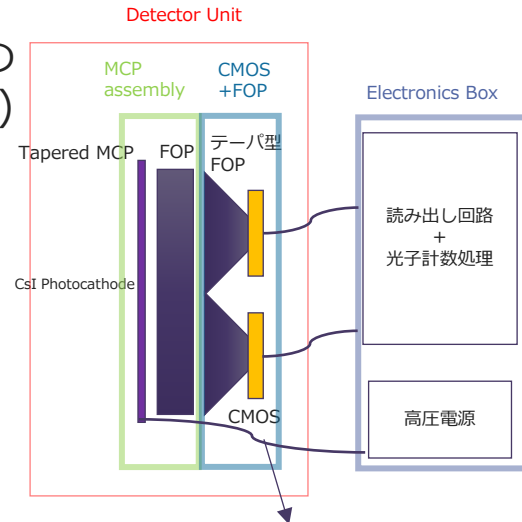 Detector Unit
の
)
MCP
assembly
CMOS
+FOP
Electronics Box
Tapered MCP
FOP
テーパ型
FOP
CsI Photocathode
読み出し回路
+
光子計数処理
CMOS
高圧電源